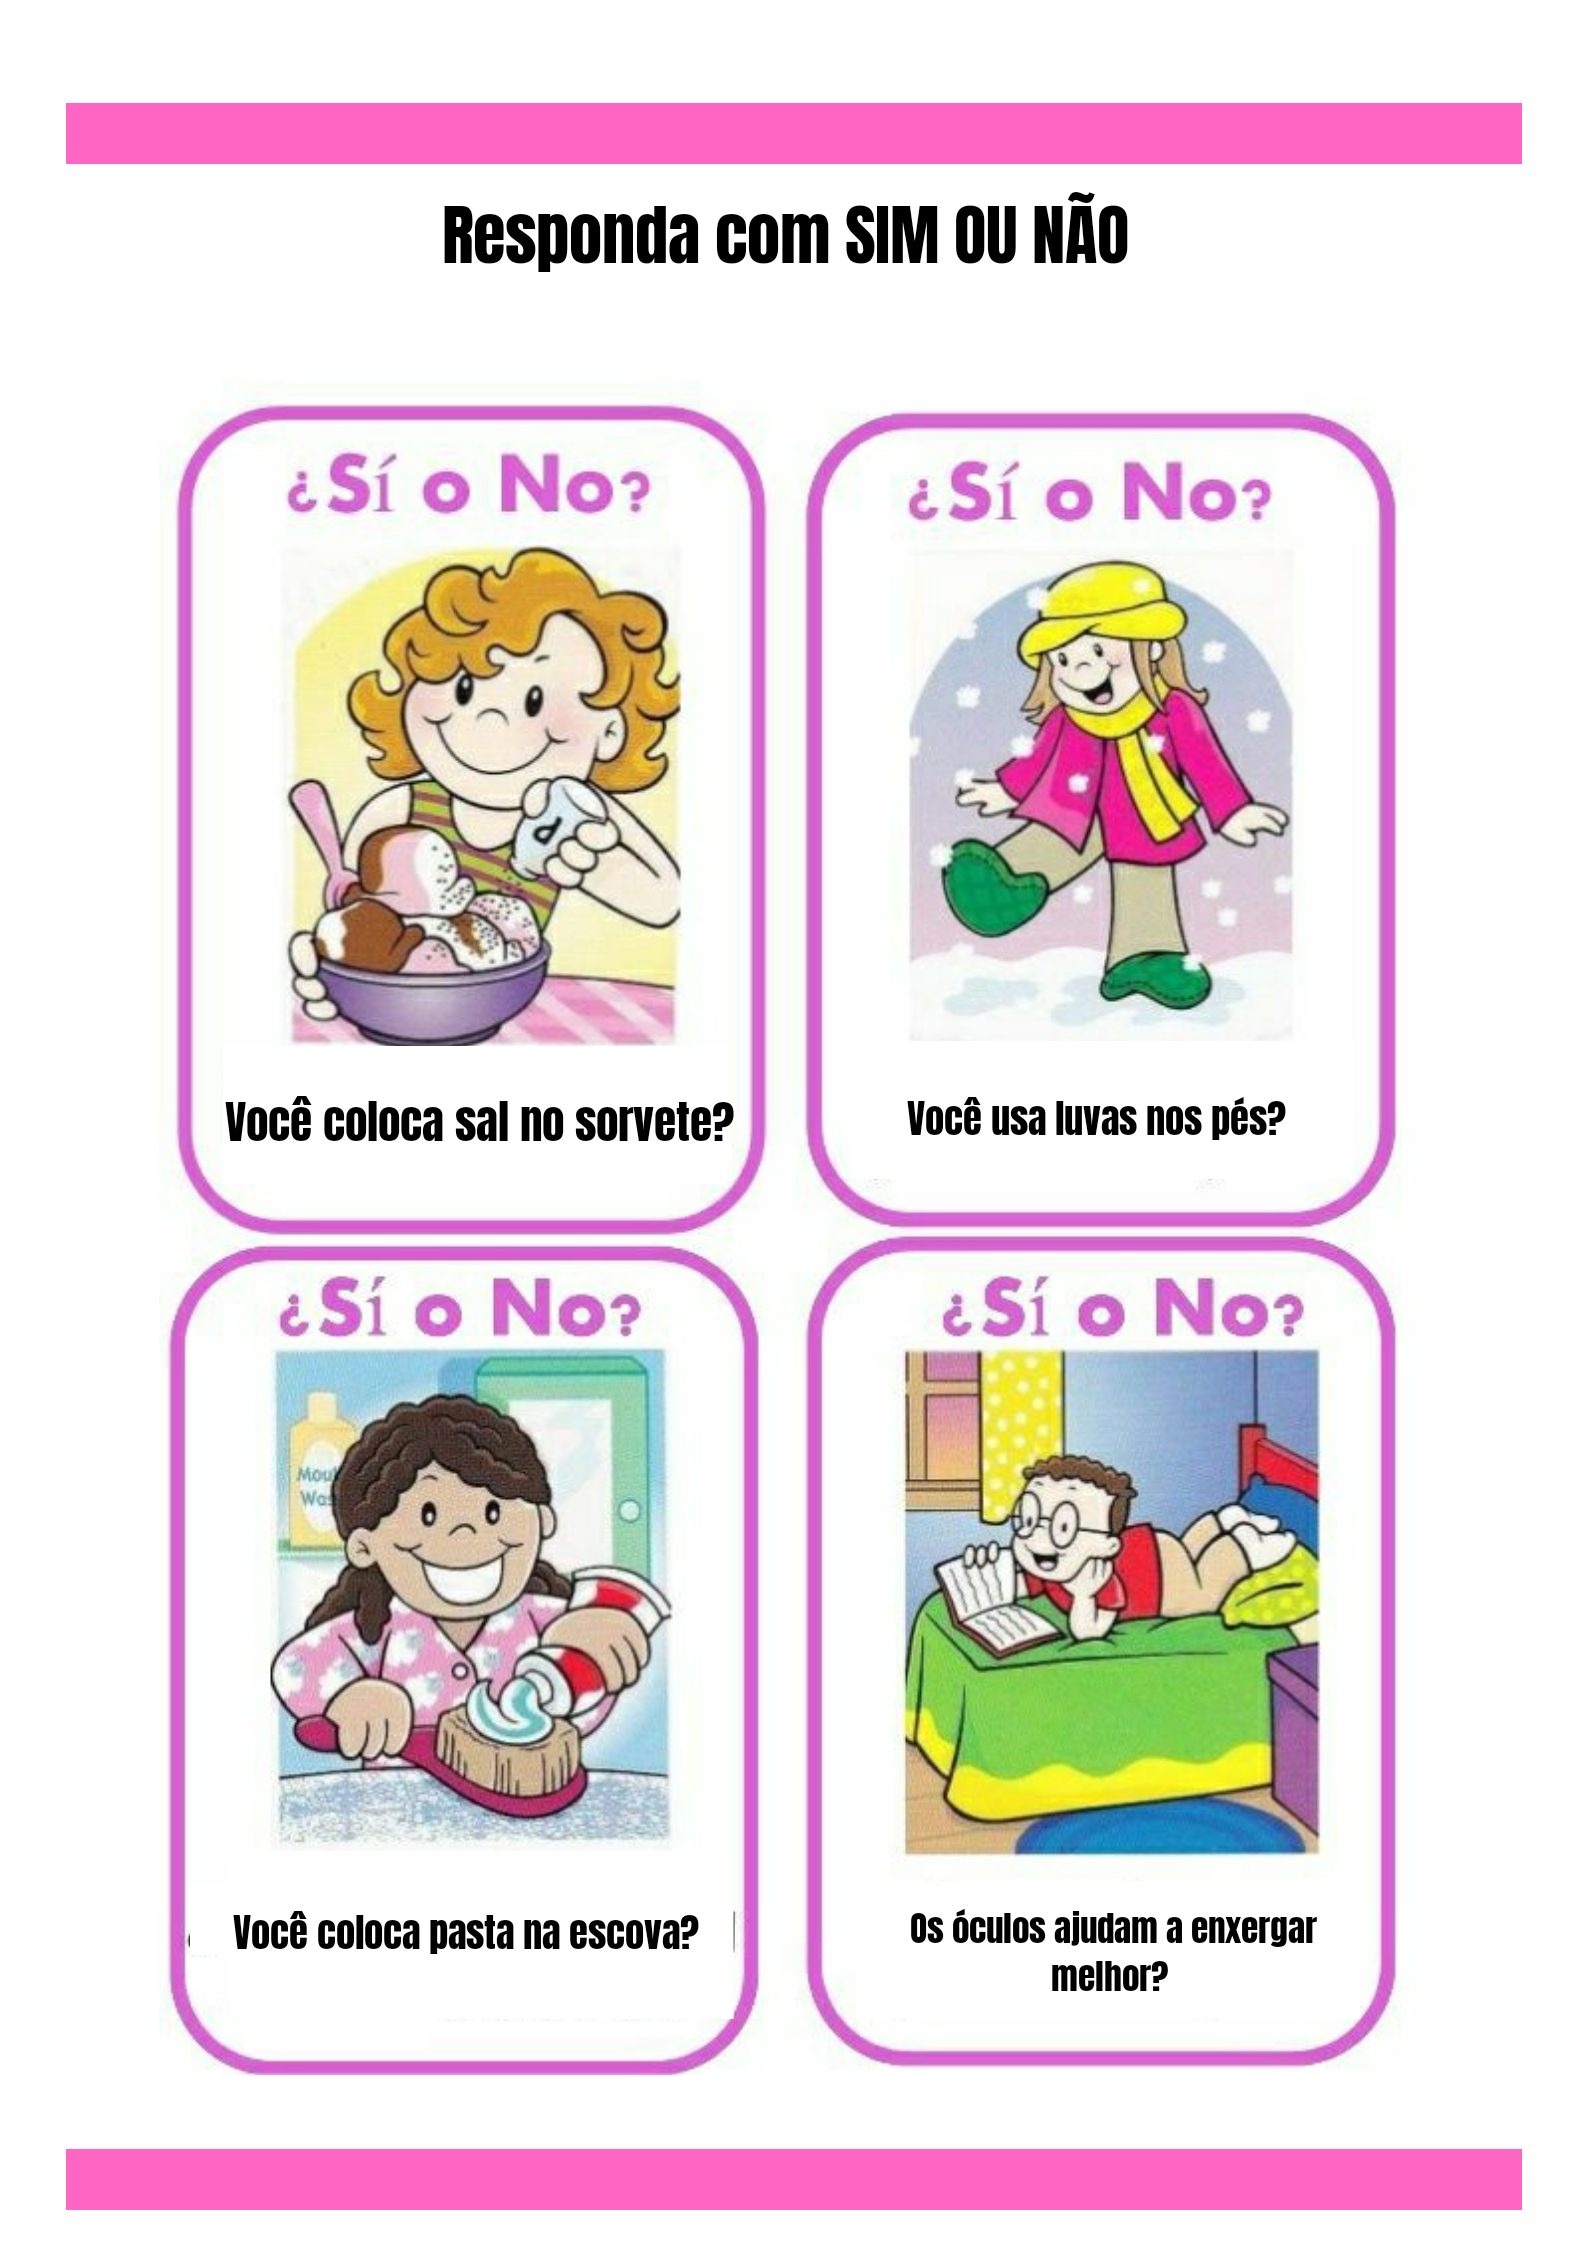 Responda com SIM OU NÃO
¿Sí o No?
Você coloca sal no sorvete?
¿Sí o No?
Você usa luvas nos pés?
¿Sí o No?
Você coloca pasta na escova?
¿Sí o No?
Os óculos ajudam a enxergar
melhor?